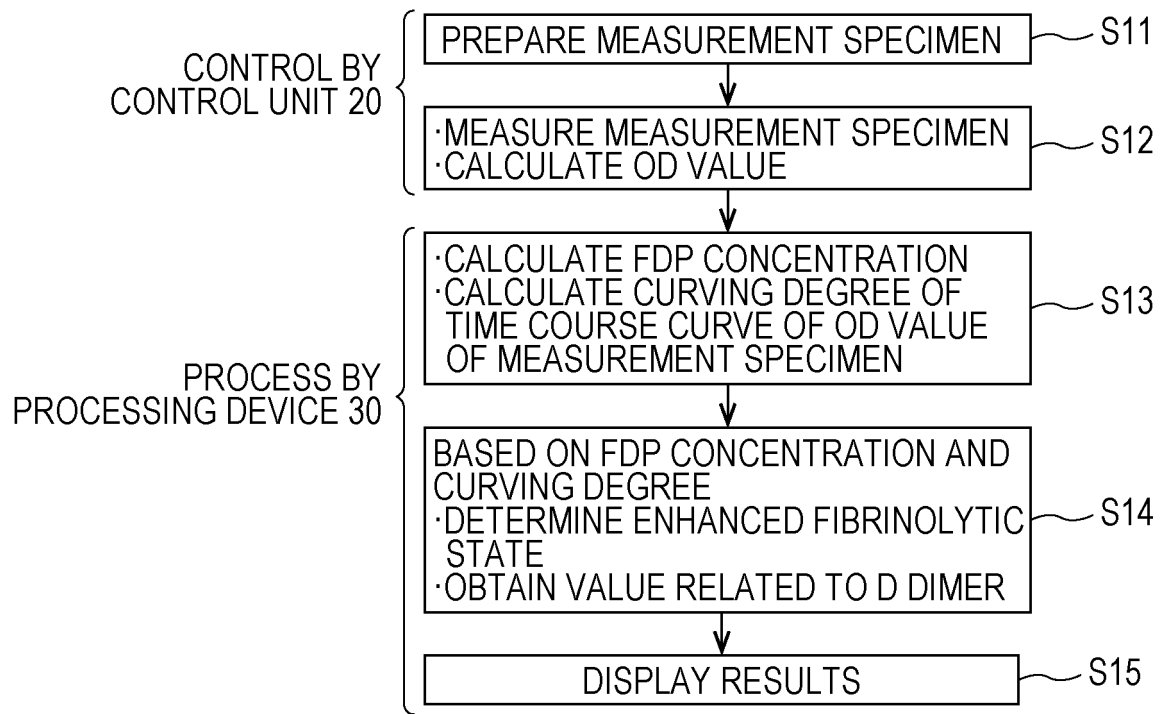 CONTROL BY
CONTROL UNIT 20
PREPARE MEASUREMENT SPECIMEN
S11
·MEASURE MEASUREMENT SPECIMEN
·CALCULATE OD VALUE
S12
PROCESS BY
PROCESSING DEVICE 30
·CALCULATE FDP CONCENTRATION
·CALCULATE CURVING DEGREE OF
TIME COURSE CURVE OF OD VALUE
OF MEASUREMENT SPECIMEN
S13
BASED ON FDP CONCENTRATION AND
CURVING DEGREE
·DETERMINE ENHANCED FIBRINOLYTIC
STATE
·OBTAIN VALUE RELATED TO D DIMER
S14
DISPLAY RESULTS
S15